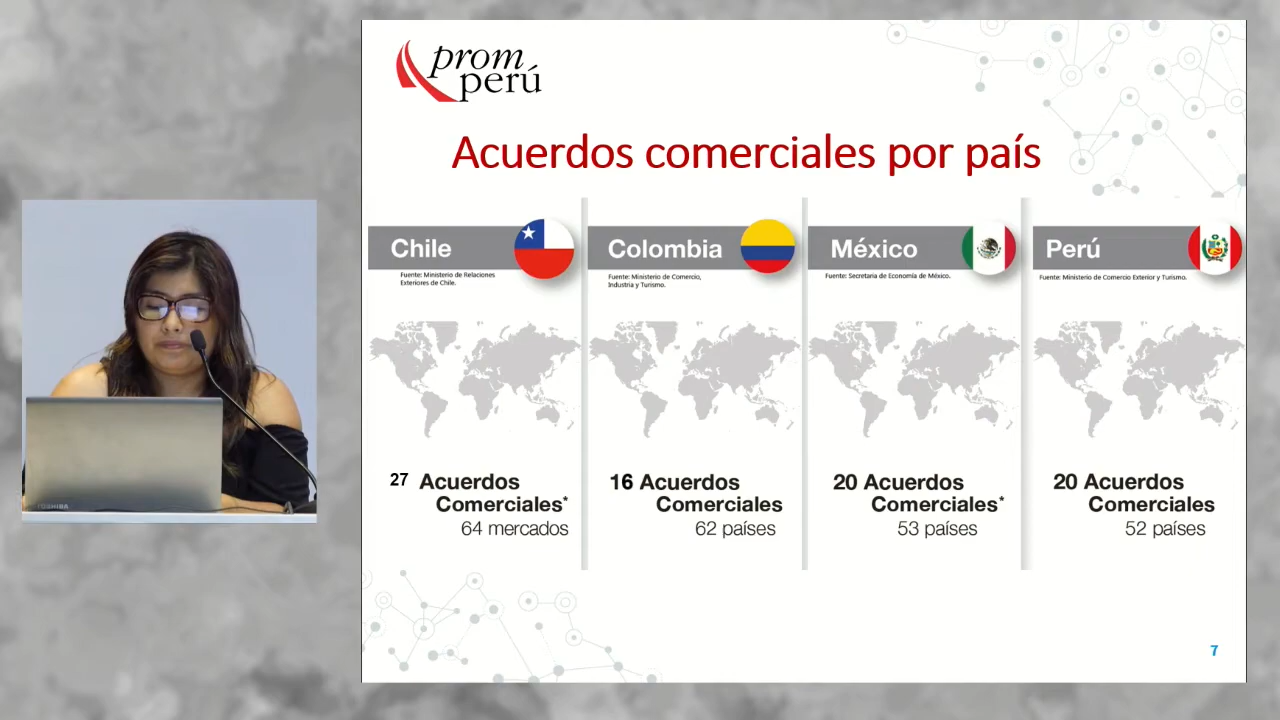 prom
perú
Acuerdos comerciales por país
Chile
Fuente: Ministerio de Relaciones
Exteriores de Chile.
27 Acuerdos
Comerciales*
64 mercados
Colombia
Fuente: Ministerio de Comercio,
Industria y Turismo.
16 Acuerdos
Comerciales
62 países
México
Fuente: Secretaria de Economía de México.
20 Acuerdos
Comerciales*
53 países
Perú
Fuente: Ministerio de Comercio Exterior y Turismo.
20 Acuerdos
Comerciales
52 países
7
TOSHIBA